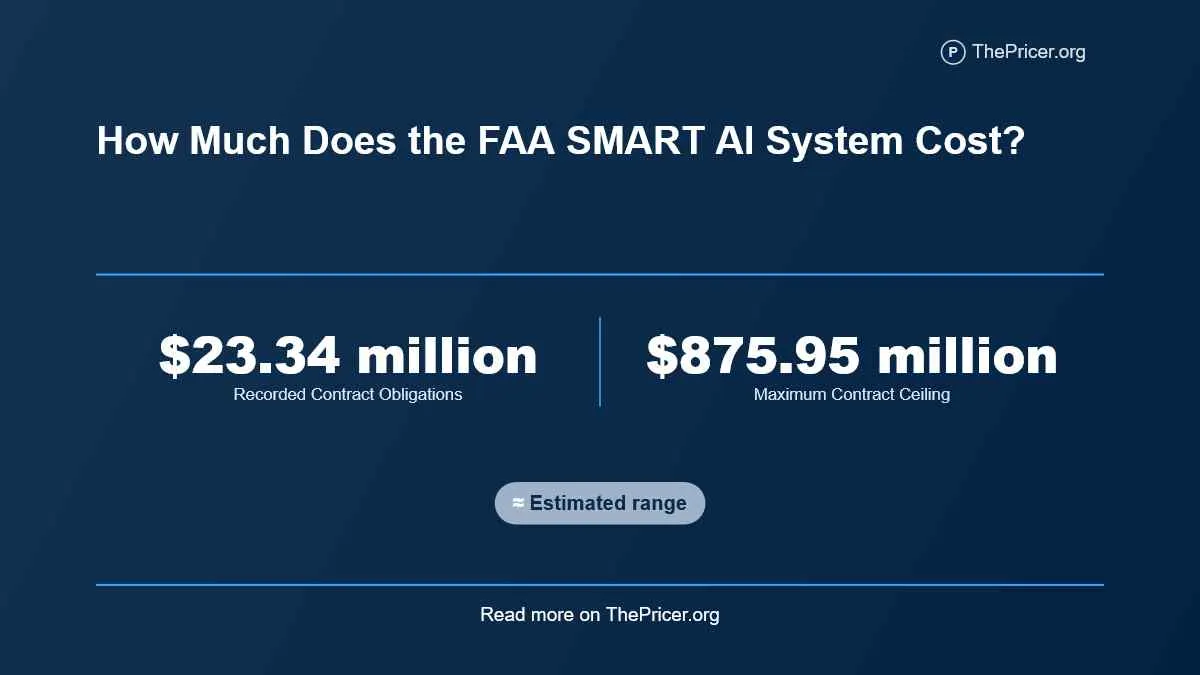 P ThePricer.org
How Much Does the FAA SMART AI System Cost?
$23.34 million
Recorded Contract Obligations
$875.95 million
Maximum Contract Ceiling
≈ Estimated range
Read more on ThePricer.org